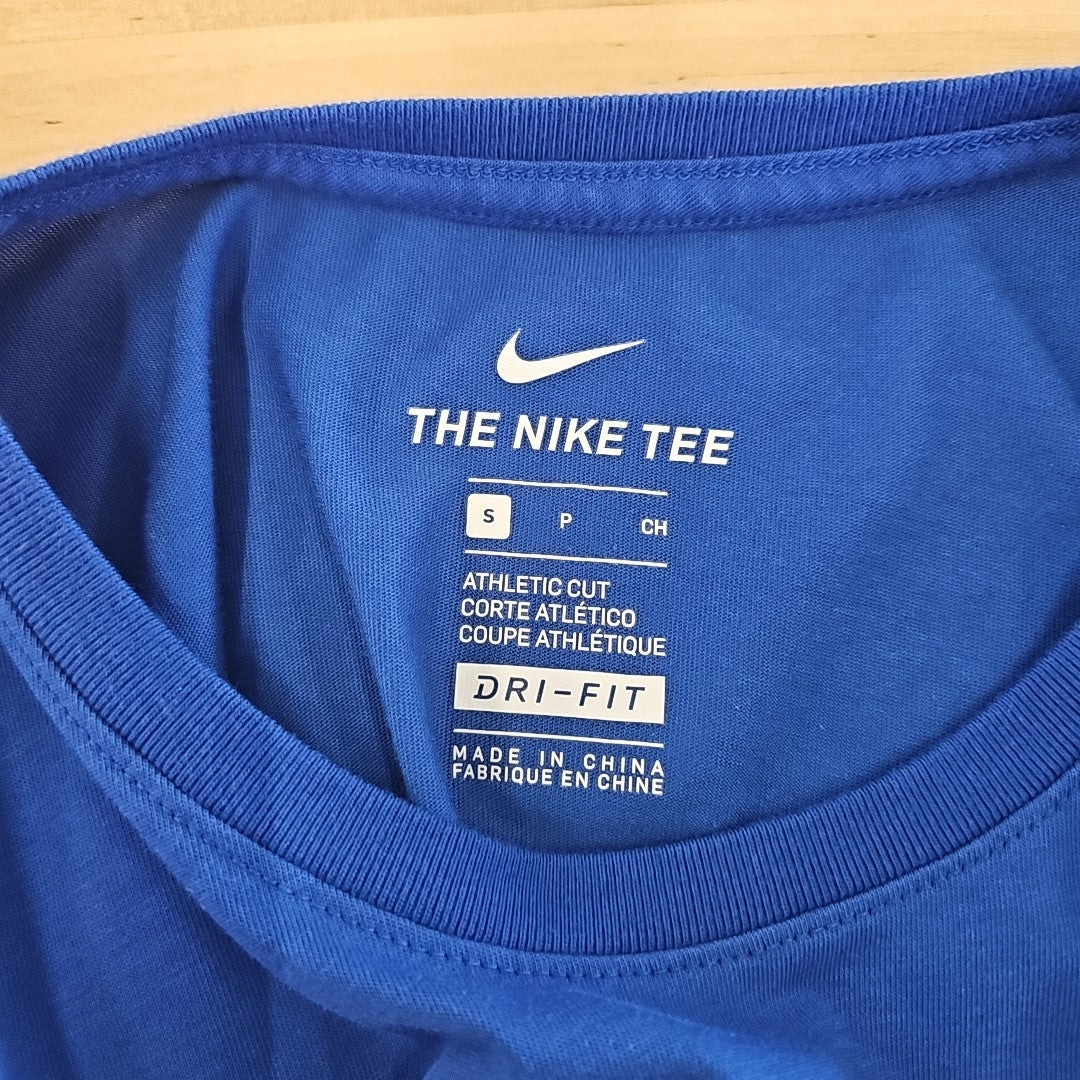 THE NIKE TEE
S P CH
ATHLETIC CUT
CORTE ATLÉTICO
COUPE ATHLÉTIQUE
DRI-FIT
MADE IN CHINA
FABRIQUE EN CHINE